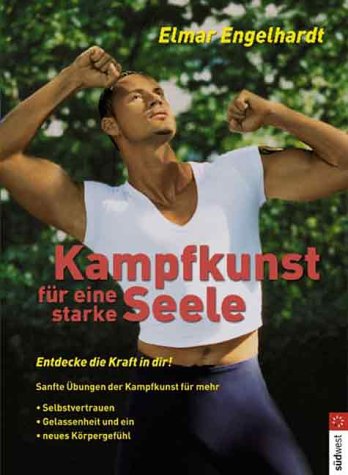 Elmar Engelhardt
Kampfkunst
für eine
starke Seele
Entdecke die Kraft in dir!
Sanfte Übungen der Kampfkunst für mehr
• Selbstvertrauen
• Gelassenheit und ein
• neues Körpergefühl
südwest